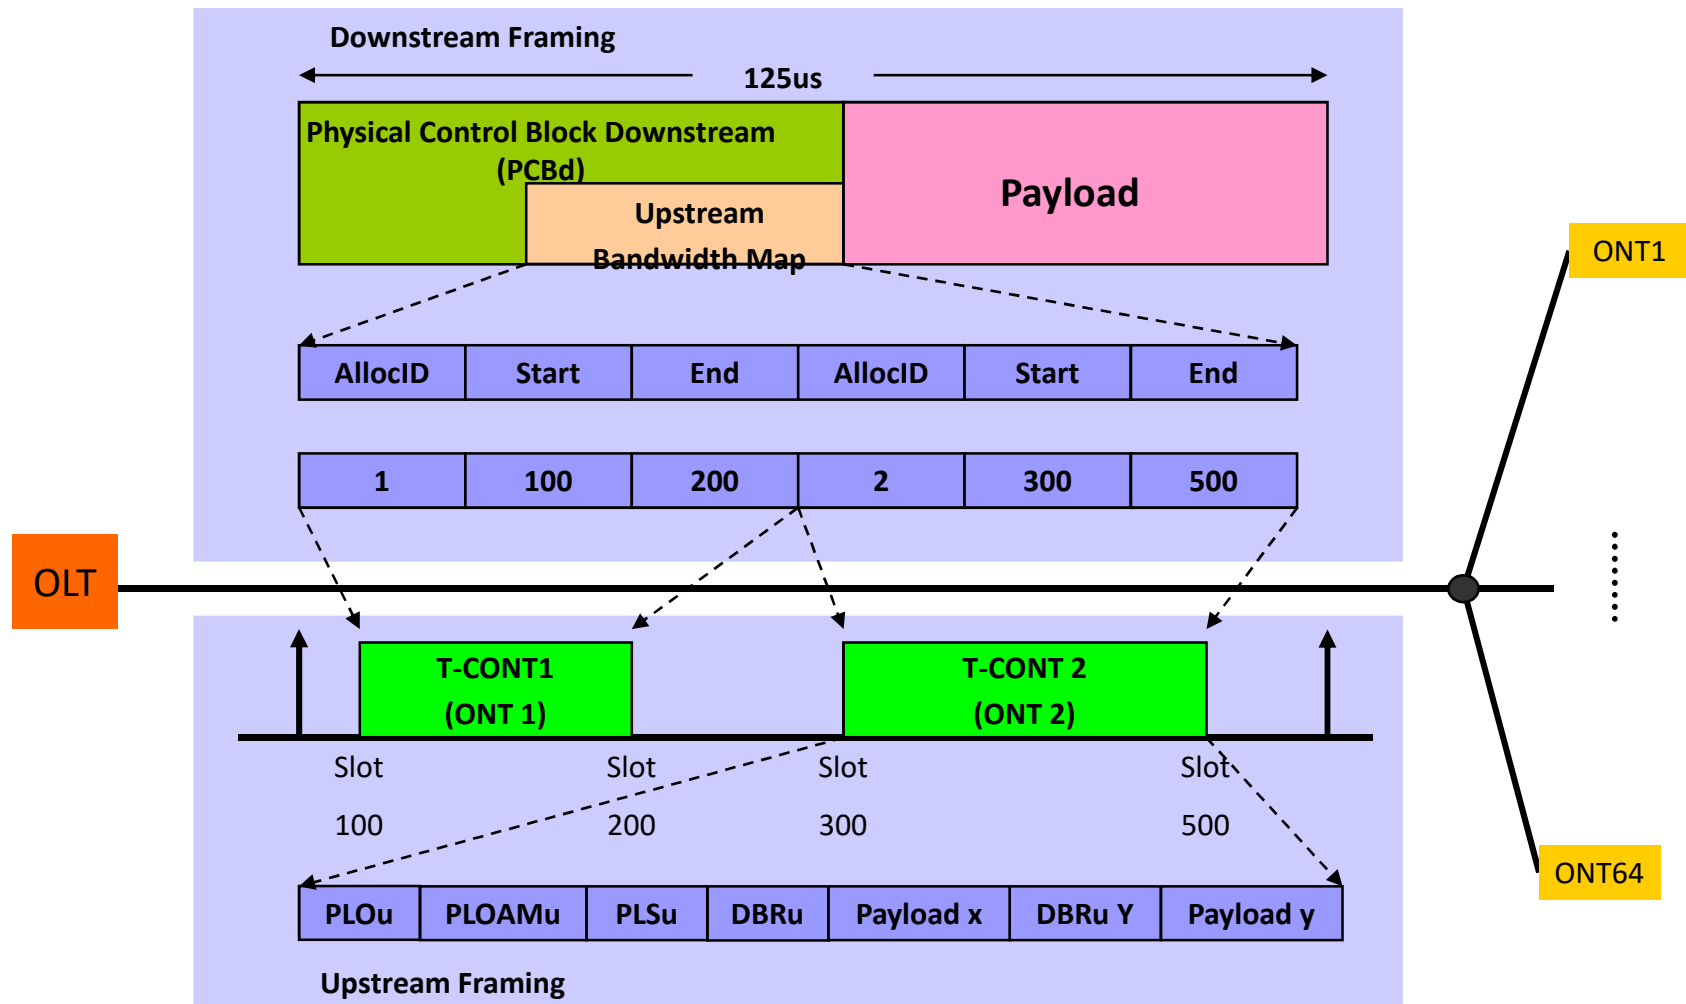 Downstream Framing
125us
Physical Control Block Downstream
(PCBd)
Payload
Upstream
Bandwidth Map
ONT1
AllocID Start End AllocID Start End
1 100 200 2 300 500
OLT
T-CONT1
(ONT 1)
T-CONT 2
(ONT 2)
Slot Slot Slot Slot
100 200 300 500
ONT64
PLOu PLOAMu PLSu DBRu Payload x DBRu Y Payload y
Upstream Framing